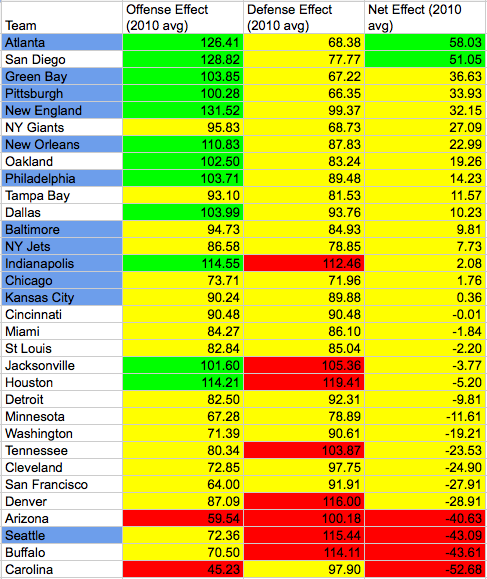 Team Offense Effect (2010 avg) Defense Effect (2010 avg) Net Effect (2010 avg)
Atlanta 126.41 68.38 58.03
San Diego 128.82 77.77 51.05
Green Bay 103.85 67.22 36.63
Pittsburgh 100.28 66.35 33.93
New England 131.52 99.37 32.15
NY Giants 95.83 68.73 27.09
New Orleans 110.83 87.83 22.99
Oakland 102.50 83.24 19.26
Philadelphia 103.71 89.48 14.23
Tampa Bay 93.10 81.53 11.57
Dallas 103.99 93.76 10.23
Baltimore 94.73 84.93 9.81
NY Jets 86.58 78.85 7.73
Indianapolis 114.55 112.46 2.08
Chicago 73.71 71.96 1.76
Kansas City 90.24 89.88 0.36
Cincinnati 90.48 90.48 -0.01
Miami 84.27 86.10 -1.84
St Louis 82.84 85.04 -2.20
Jacksonville 101.60 105.36 -3.77
Houston 114.21 119.41 -5.20
Detroit 82.50 92.31 -9.81
Minnesota 67.28 78.89 -11.61
Washington 71.39 90.61 -19.21
Tennessee 80.34 103.87 -23.53
Cleveland 72.85 97.75 -24.90
San Francisco 64.00 91.91 -27.91
Denver 87.09 116.00 -28.91
Arizona 59.54 100.18 -40.63
Seattle 72.36 115.44 -43.09
Buffalo 70.50 114.11 -43.61
Carolina 45.23 97.90 -52.68